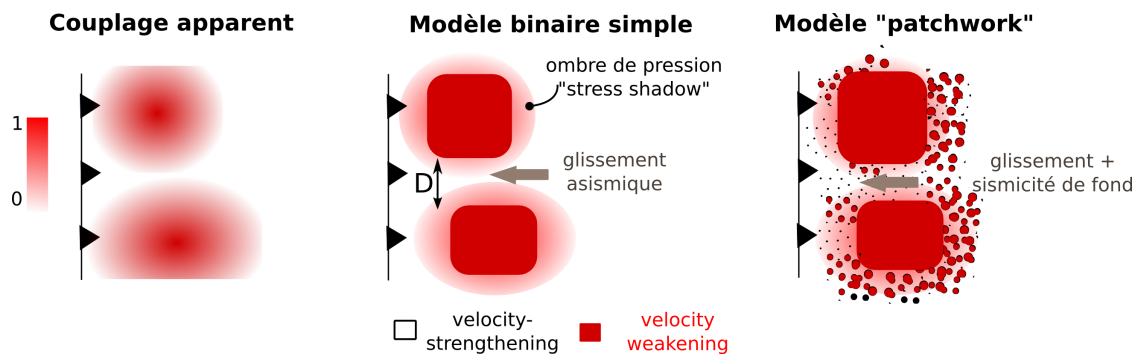 Couplage apparent
Modèle binaire simple
Modèle "patchwork"
1
0
ombre de pression
"stress shadow"
D
glissement
asismique
glissement +
sismicité de fond
velocity-
strengthening
velocity
weakening